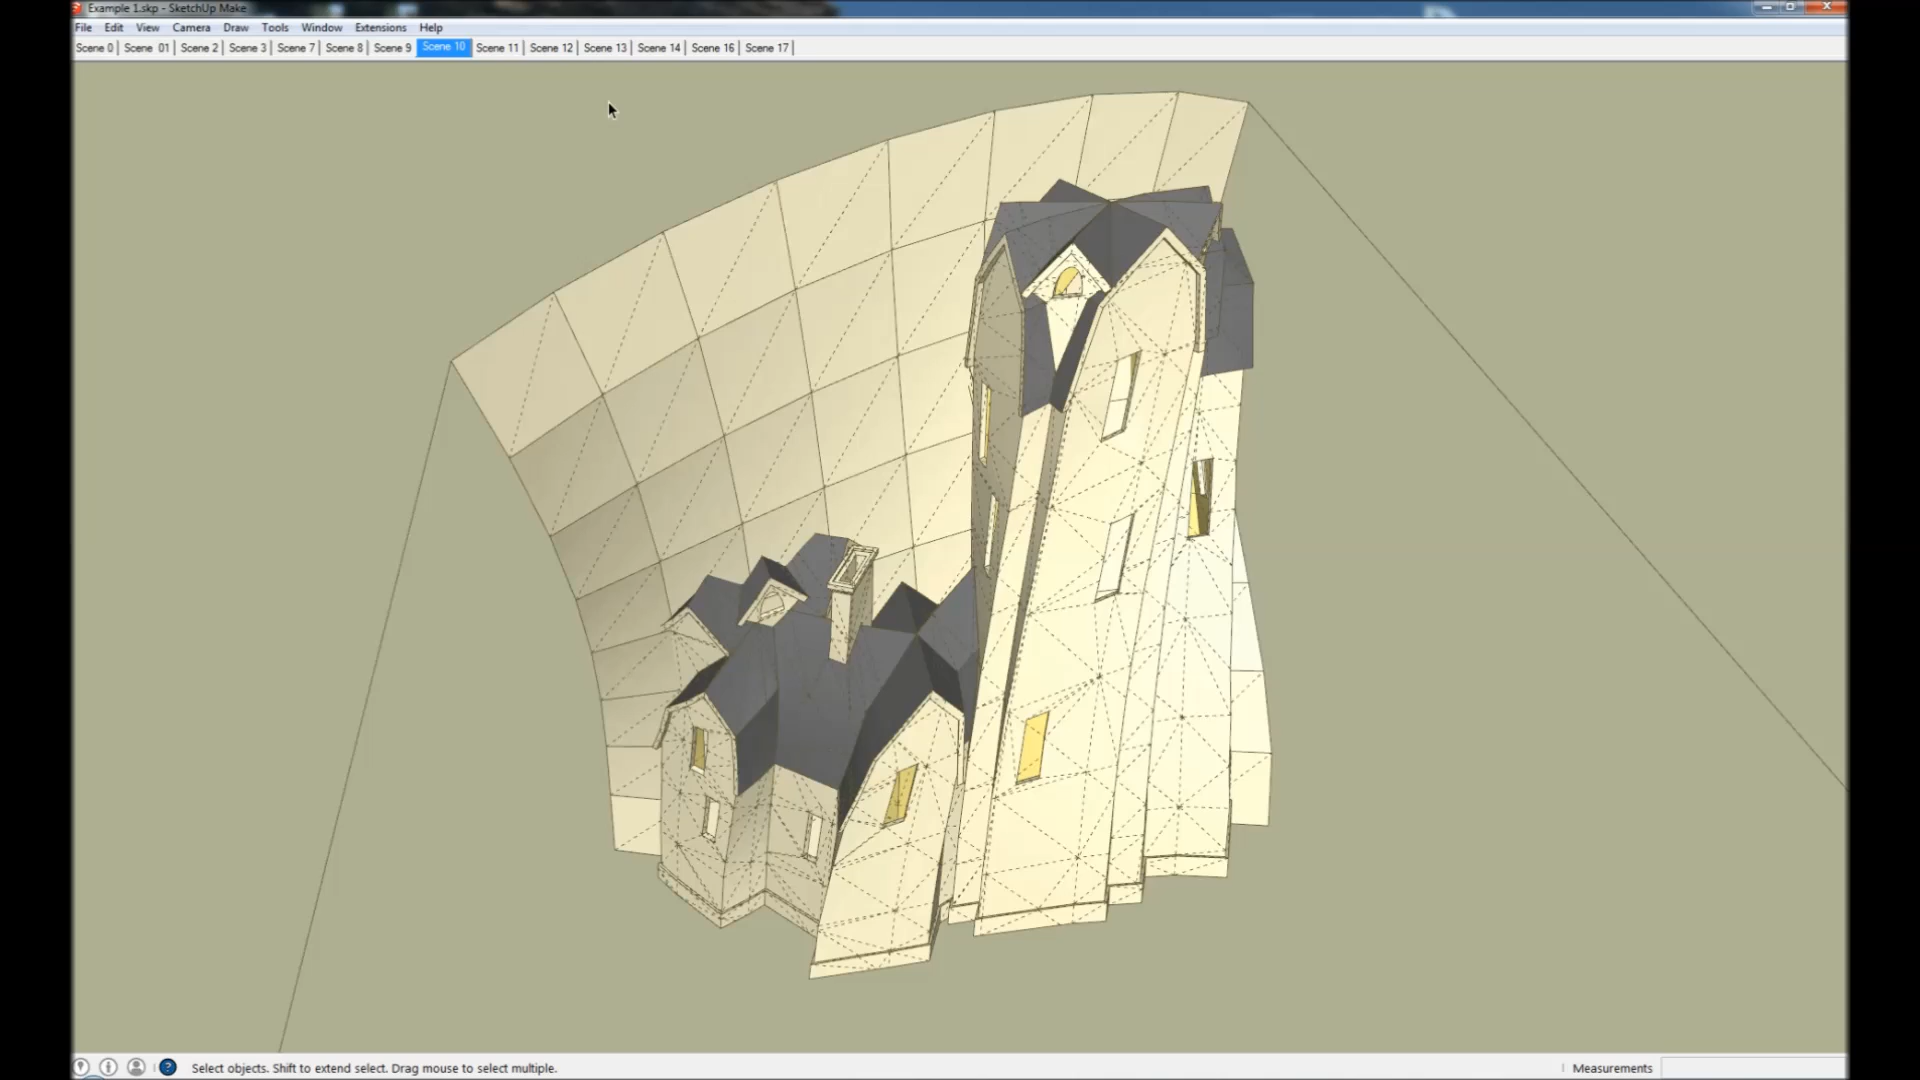 Example 1.skp - SketchUp Make
File Edit View Camera Draw Tools Window Extensions Help
Scene 0 Scene 01 Scene 2 Scene 3 Scene 7 Scene 8 Scene 9 Scene 10 Scene 11 Scene 12 Scene 13 Scene 14 Scene 16 Scene 17
Select objects. Shift to extend select. Drag mouse to select multiple. Measurements